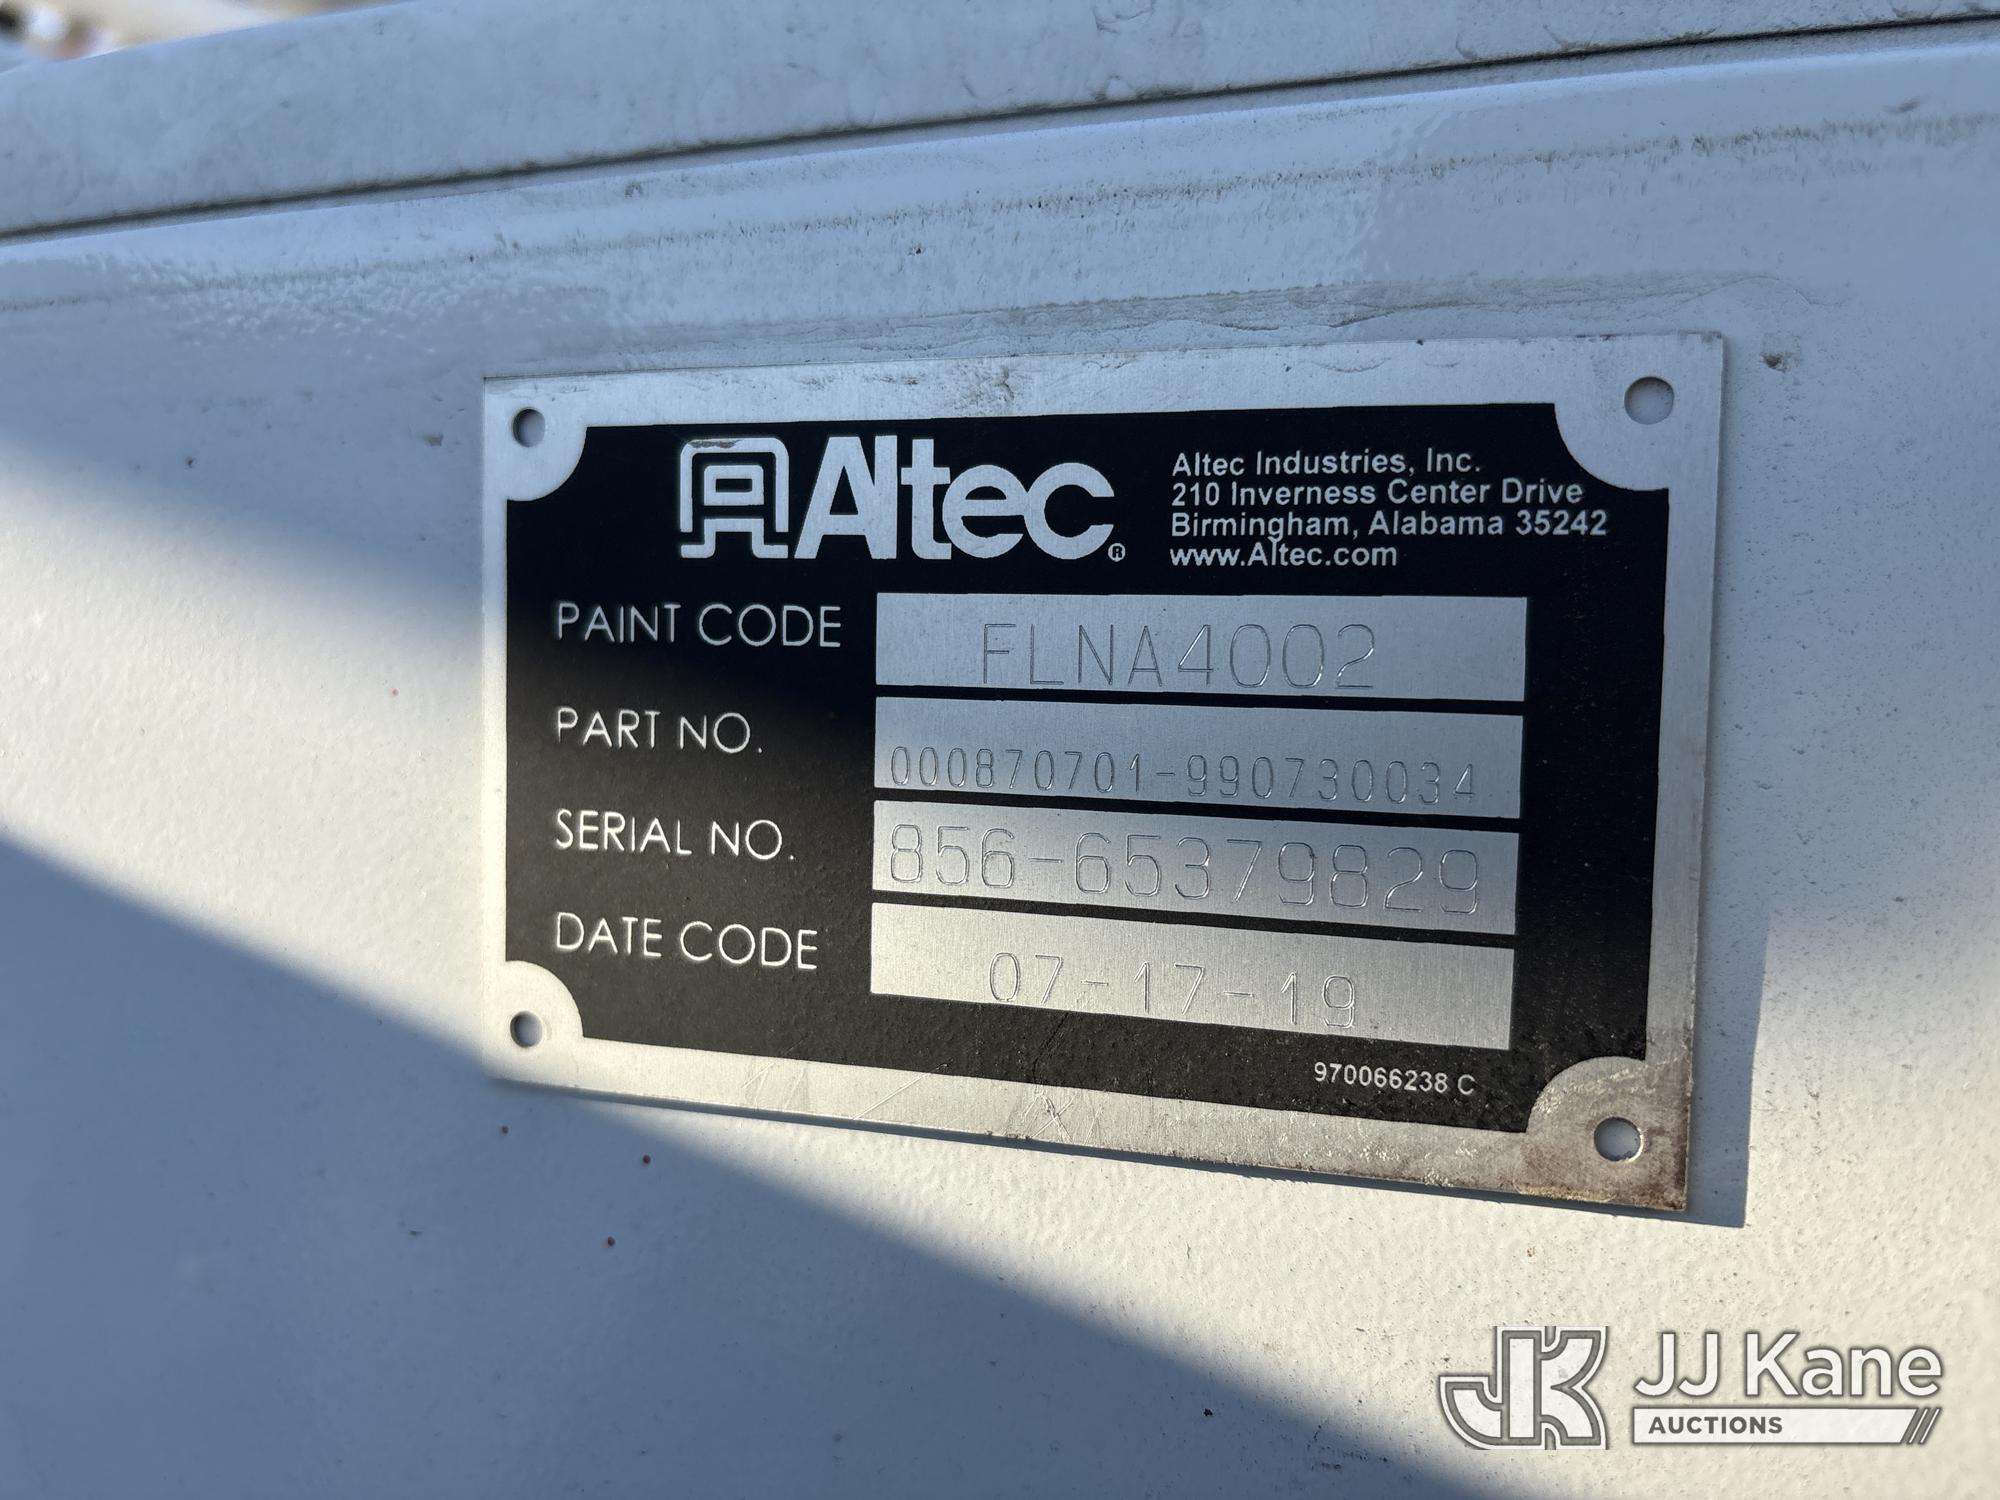 Altec®
Altec Industries, Inc.
210 Inverness Center Drive
Birmingham, Alabama 35242
www.Altec.com
PAINT CODE FLNA4002
PART NO. 000870701-990730034
SERIAL NO. 856-65379829
DATE CODE 07-17-19
970066238 C
JJ Kane
AUCTIONS